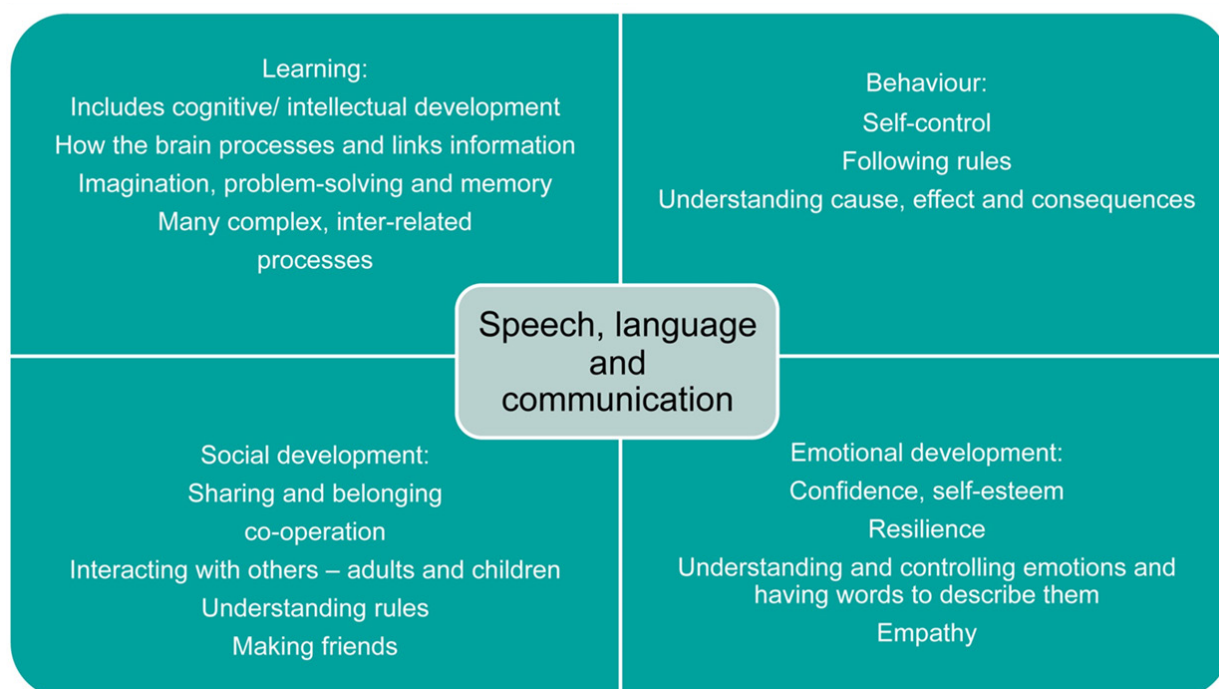 Learning:
Includes cognitive/ intellectual development
How the brain processes and links information
Imagination, problem-solving and memory
Many complex, inter-related
processes
Behaviour:
Self-control
Following rules
Understanding cause, effect and consequences
Speech, language
and
communication
Social development:
Sharing and belonging
co-operation
Interacting with others – adults and children
Understanding rules
Making friends
Emotional development:
Confidence, self-esteem
Resilience
Understanding and controlling emotions and
having words to describe them
Empathy